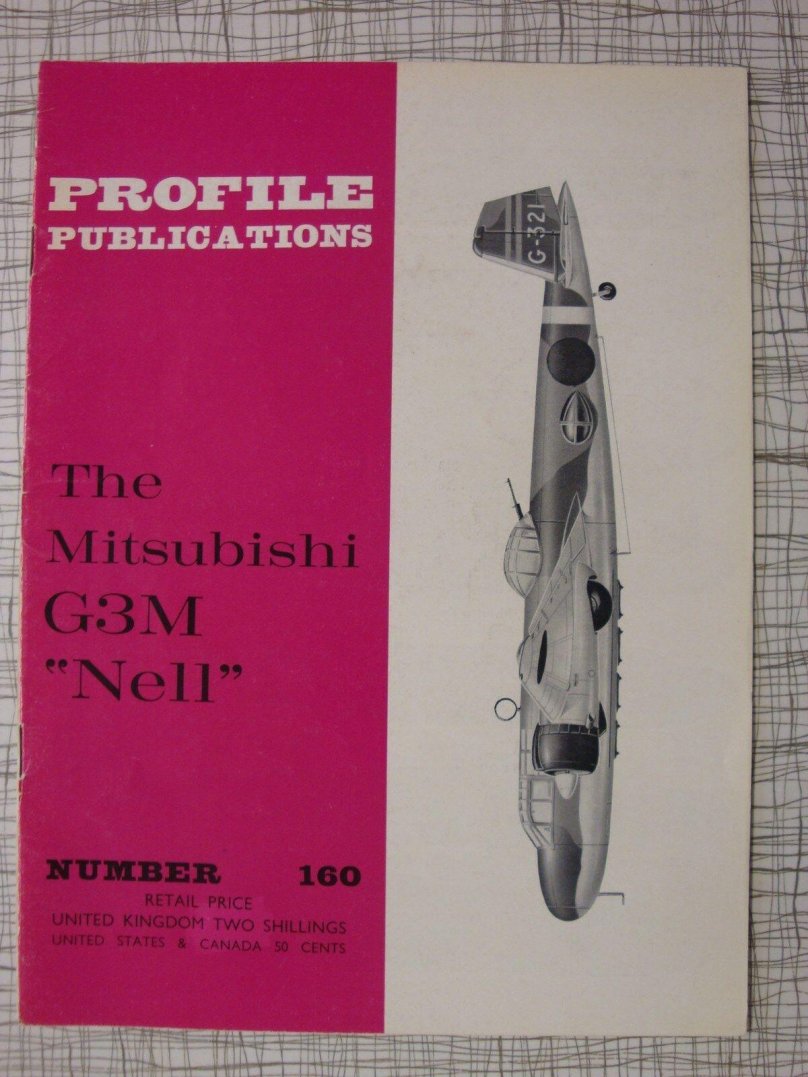 PROFILE
PUBLICATIONS
The
Mitsubishi
G3M
“Nell”
NUMBER 160
RETAIL PRICE
UNITED KINGDOM TWO SHILLINGS
UNITED STATES & CANADA 50 CENTS
G-321